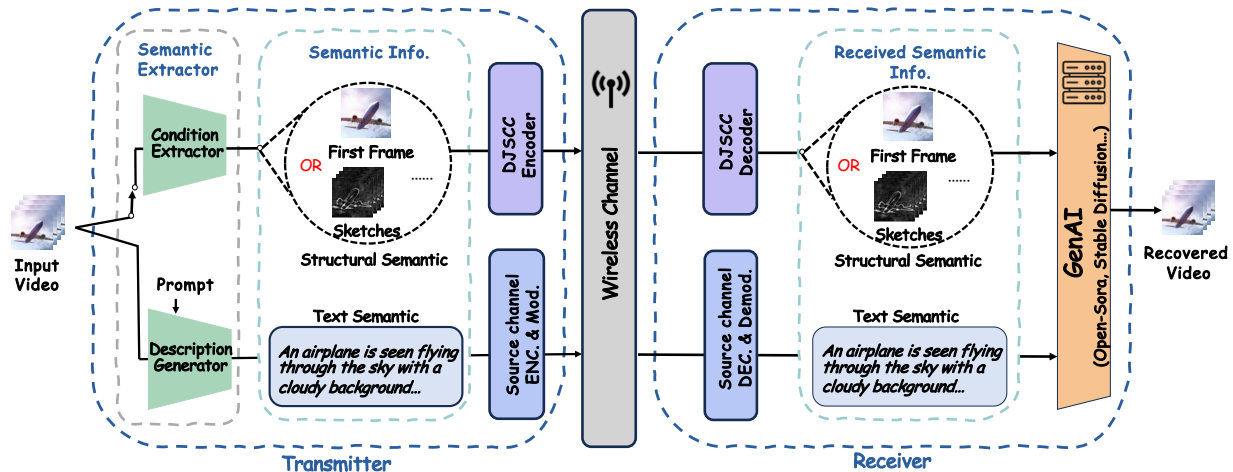 Input
Video
Semantic
Extractor
Condition
Extractor
Prompt
Description
Generator
Semantic Info.
First Frame
OR
......
Sketches
Structural Semantic
Text Semantic
An airplane is seen flying
through the sky with a
cloudy background...
DJSCC
Encoder
Source channel
ENC. & Mod.
Transmitter
Wireless Channel
DJSCC
Decoder
Source channel
DEC. & Demod.
Received Semantic
Info.
First Frame
OR
......
Sketches
Structural Semantic
Text Semantic
An airplane is seen flying
through the sky with a
cloudy background...
GenAI
(Open-Sora, Stable Diffusion...)
Receiver
Recovered
Video